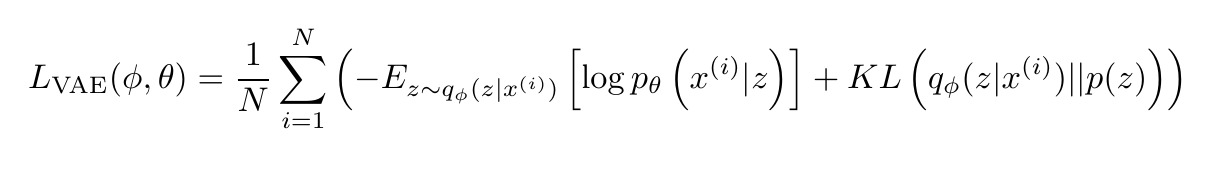 $L_{\text{VAE}}(\phi, \theta) = \frac{1}{N} \sum_{i=1}^{N} \left( -E_{z \sim q_\phi(z|x^{(i)})} \left[ \log p_\theta \left( x^{(i)} | z \right) \right] + KL \left( q_\phi(z|x^{(i)}) || p(z) \right) \right)$